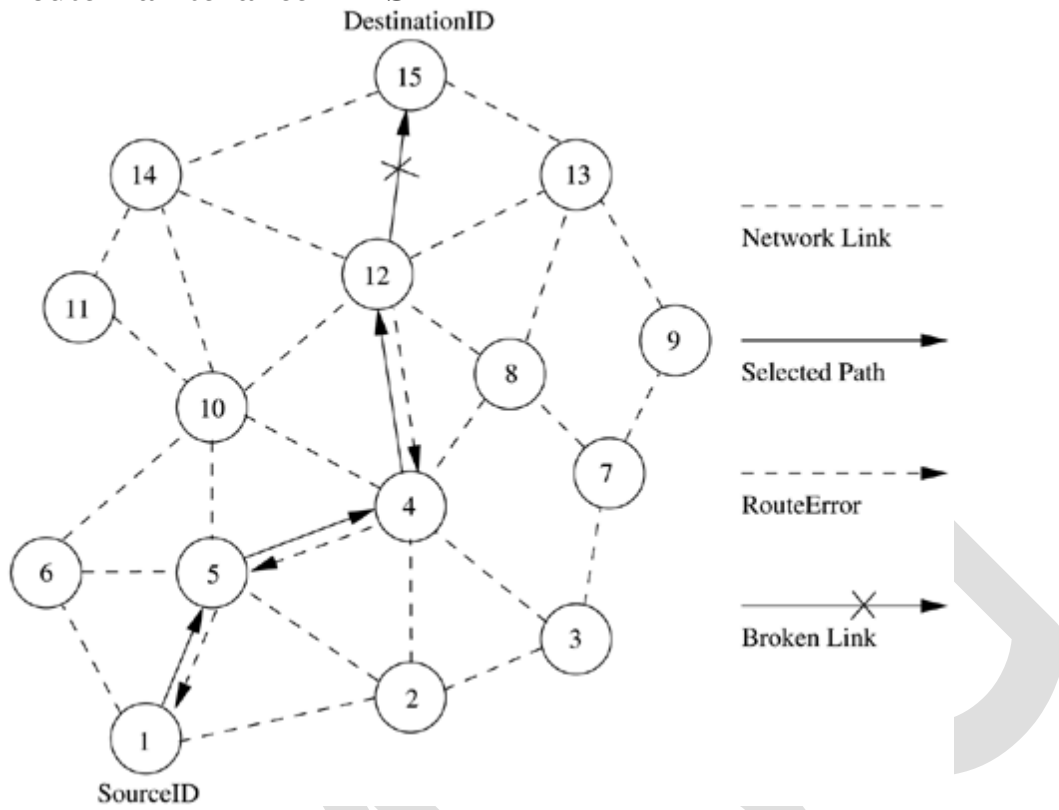 DestinationID
15
14
13
12
11
9
8
10
7
4
6
5
3
2
1
SourceID
Network Link
Selected Path
RouteError
Broken Link